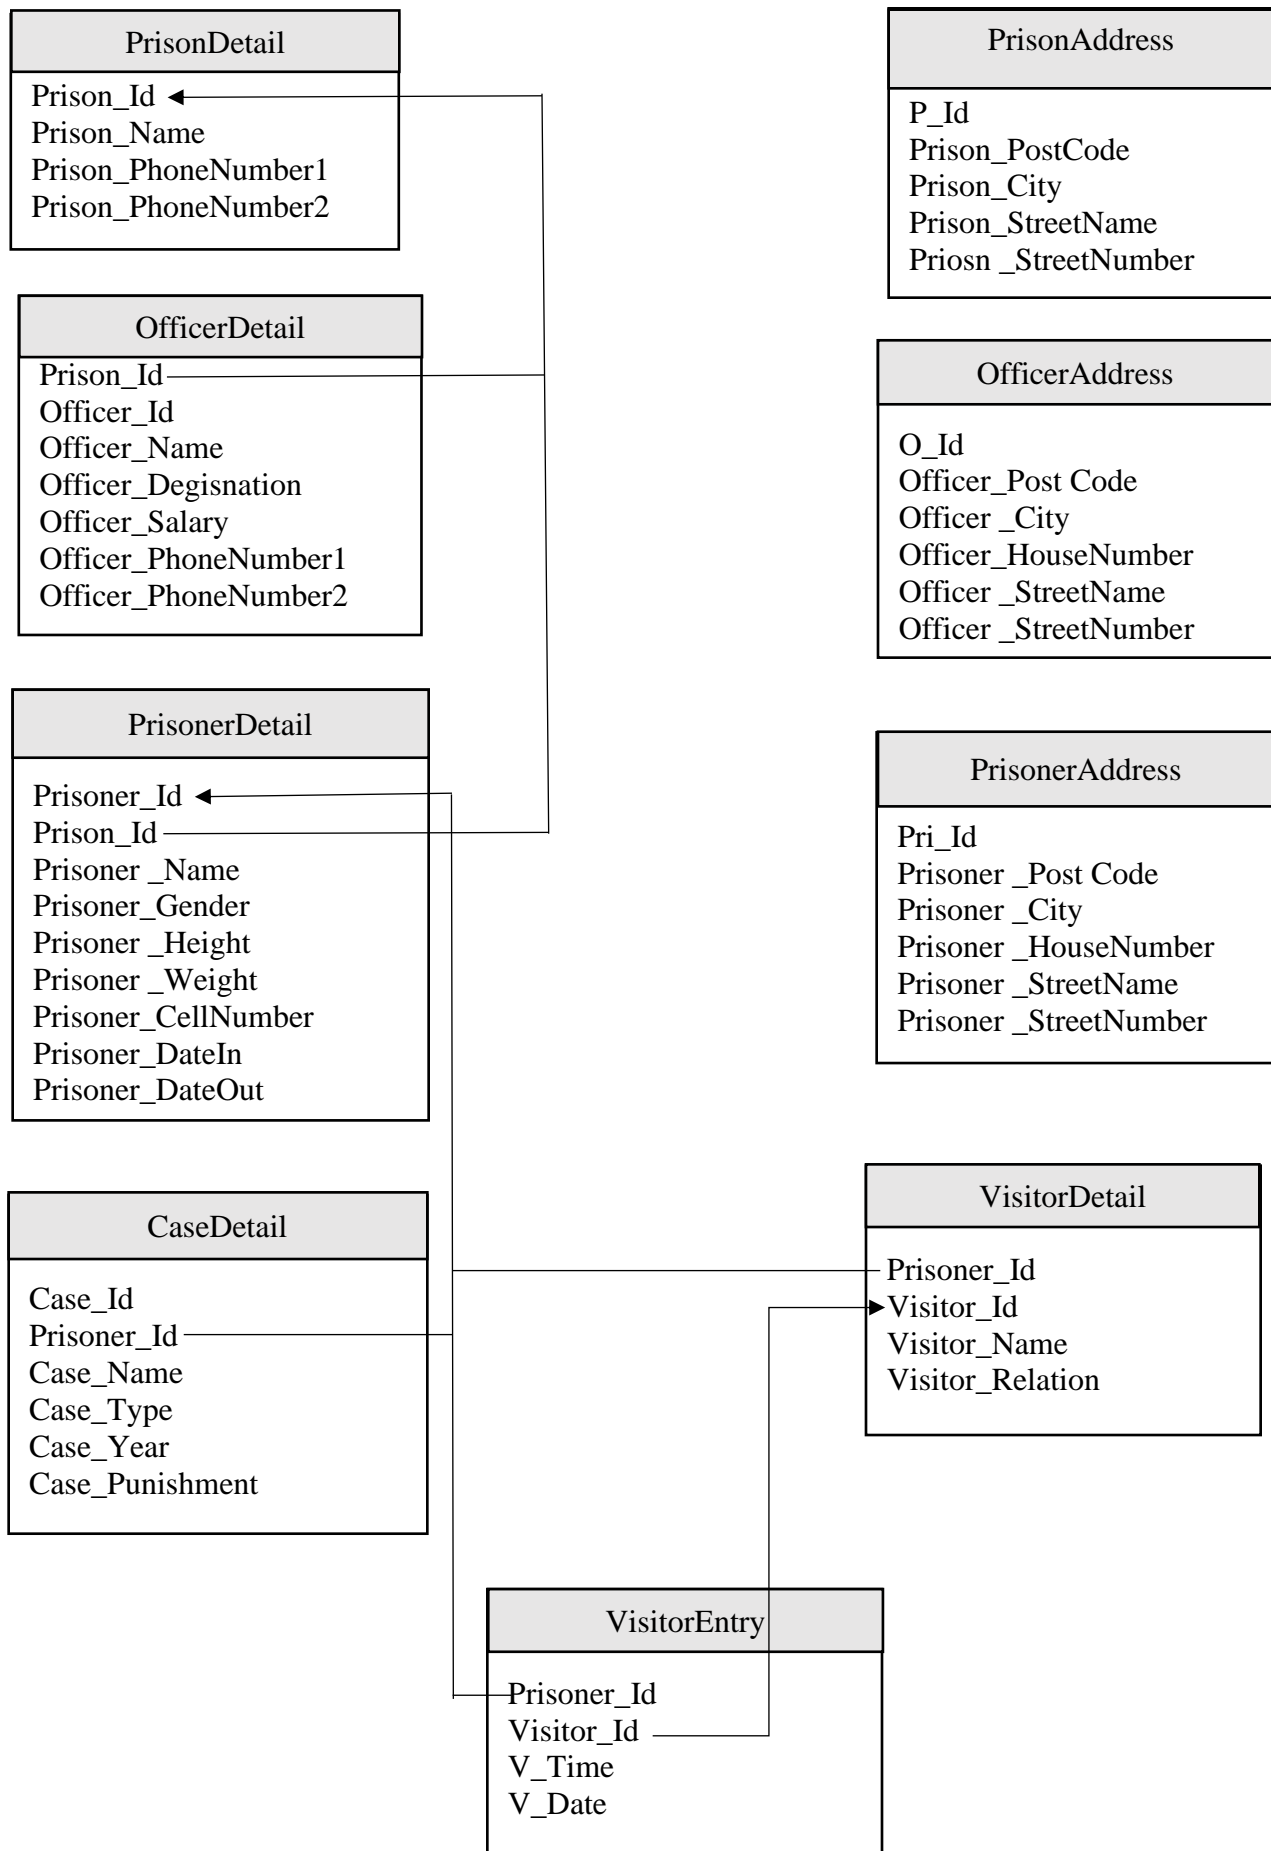 PrisonDetail
Prison_Id
Prison_Name
Prison_PhoneNumber1
Prison_PhoneNumber2
PrisonAddress
P_Id
Prison_PostCode
Prison_City
Prison_StreetName
Priosn _StreetNumber
OfficerDetail
Prison_Id
Officer_Id
Officer_Name
Officer_Degisnation
Officer_Salary
Officer_PhoneNumber1
Officer_PhoneNumber2
OfficerAddress
O_Id
Officer_Post Code
Officer _City
Officer_HouseNumber
Officer _StreetName
Officer _StreetNumber
PrisonerDetail
Prisoner_Id
Prison_Id
Prisoner _Name
Prisoner_Gender
Prisoner _Height
Prisoner _Weight
Prisoner_CellNumber
Prisoner_DateIn
Prisoner_DateOut
PrisonerAddress
Pri_Id
Prisoner _Post Code
Prisoner _City
Prisoner _HouseNumber
Prisoner _StreetName
Prisoner _StreetNumber
CaseDetail
Case_Id
Prisoner_Id
Case_Name
Case_Type
Case_Year
Case_Punishment
VisitorDetail
Prisoner_Id
Visitor_Id
Visitor_Name
Visitor_Relation
VisitorEntry
Prisoner_Id
Visitor_Id
V_Time
V_Date